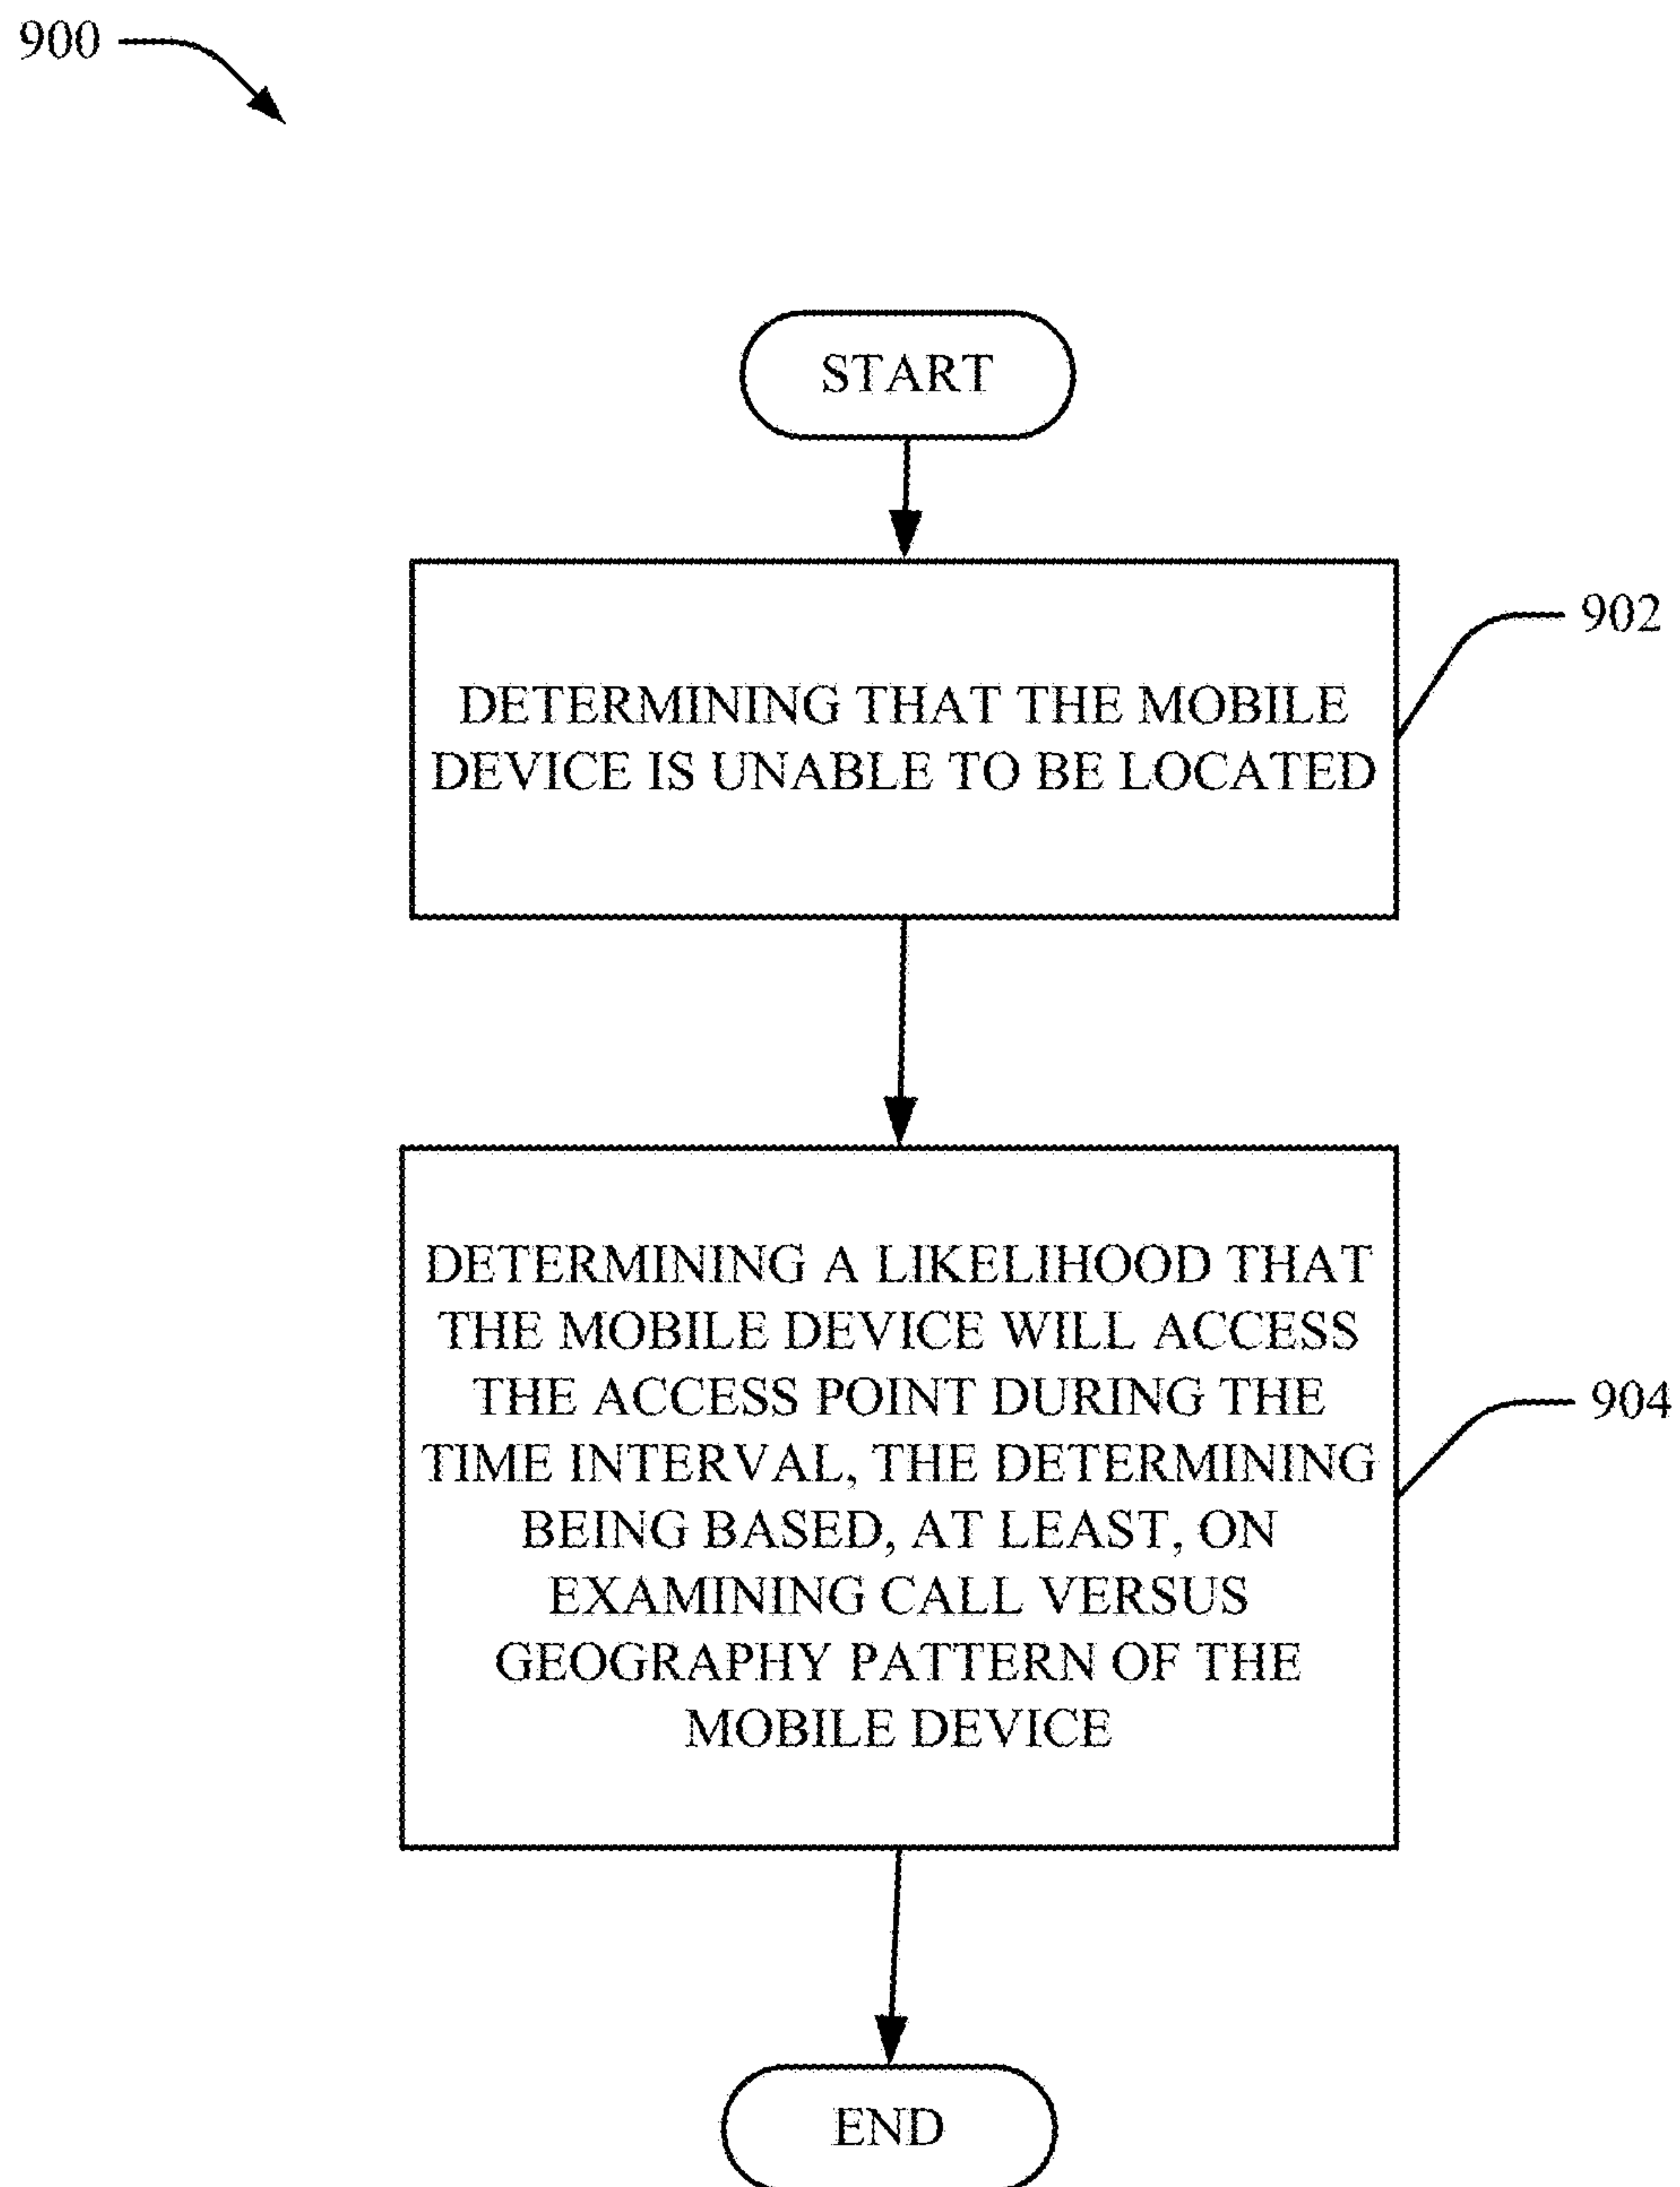 900
START
902
DETERMINING THAT THE MOBILE
DEVICE IS UNABLE TO BE LOCATED
DETERMINING A LIKELIHOOD THAT
THE MOBILE DEVICE WILL ACCESS
THE ACCESS POINT DURING THE
904
TIME INTERVAL, THE DETERMINING
BEING BASED, AT LEAST, ON
EXAMINING CALL VERSUS
GEOGRAPHY PATTERN OF THE
MOBILE DEVICE
END